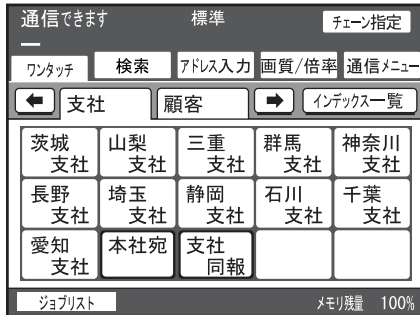 通信できます 標準 チェーン指定
ワンタッチ 検索 アドレス入力 画質/倍率 通信メニュー
支社 顧客 インデックス一覧
茨城 山梨 三重 群馬 神奈川
支社 支社 支社 支社 支社
長野 埼玉 静岡 石川 千葉
支社 支社 支社 支社 支社
愛知 本社宛 支社
支社 同報
ジョブリスト メモリ残量 100%